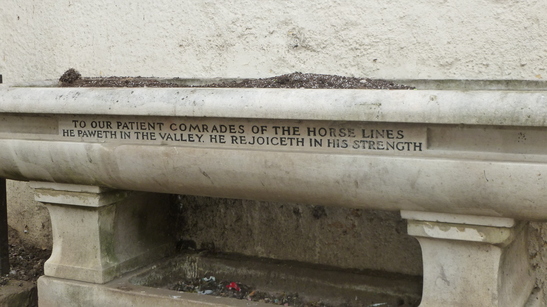 TO OUR PATIENT COMRADES OF THE HORSE LINES
HE PAWETH IN THE VALLEY, HE REJOICETH IN HIS STRENGTH